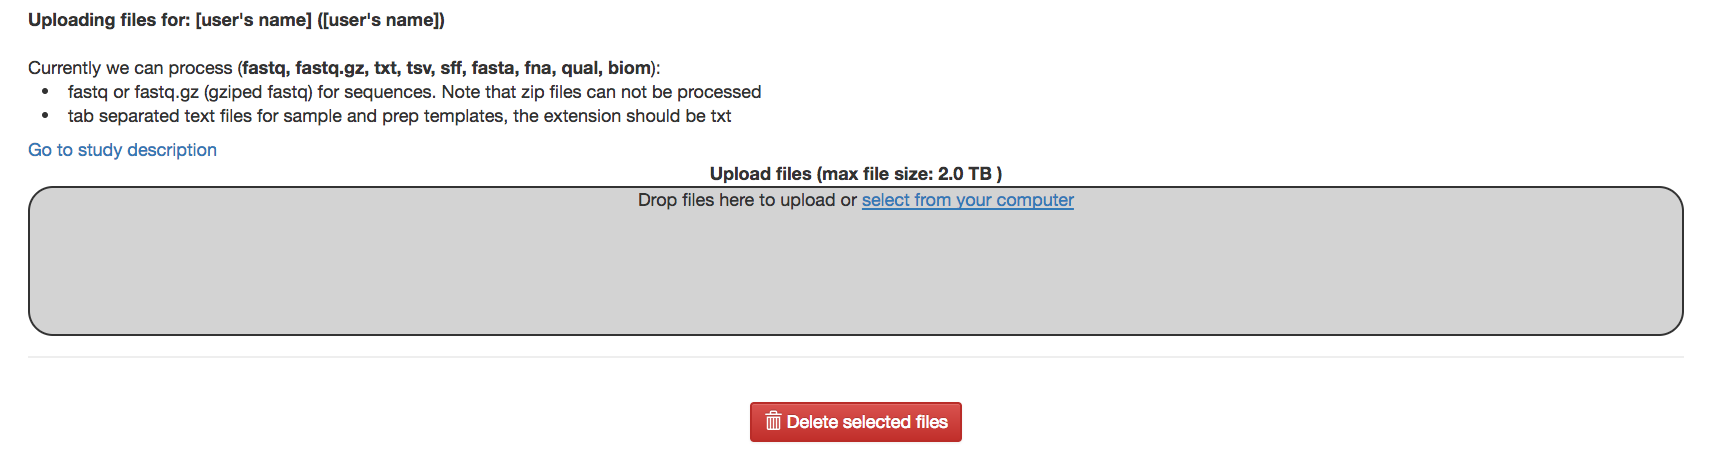 Uploading files for: [user's name] ([user's name])
Currently we can process (fastq, fastq.gz, txt, tsv, sff, fasta, fna, qual, biom):
• fastq or fastq.gz (gziped fastq) for sequences. Note that zip files can not be processed
• tab separated text files for sample and prep templates, the extension should be txt
Go to study description
Upload files (max file size: 2.0 TB )
Drop files here to upload or select from your computer
Delete selected files